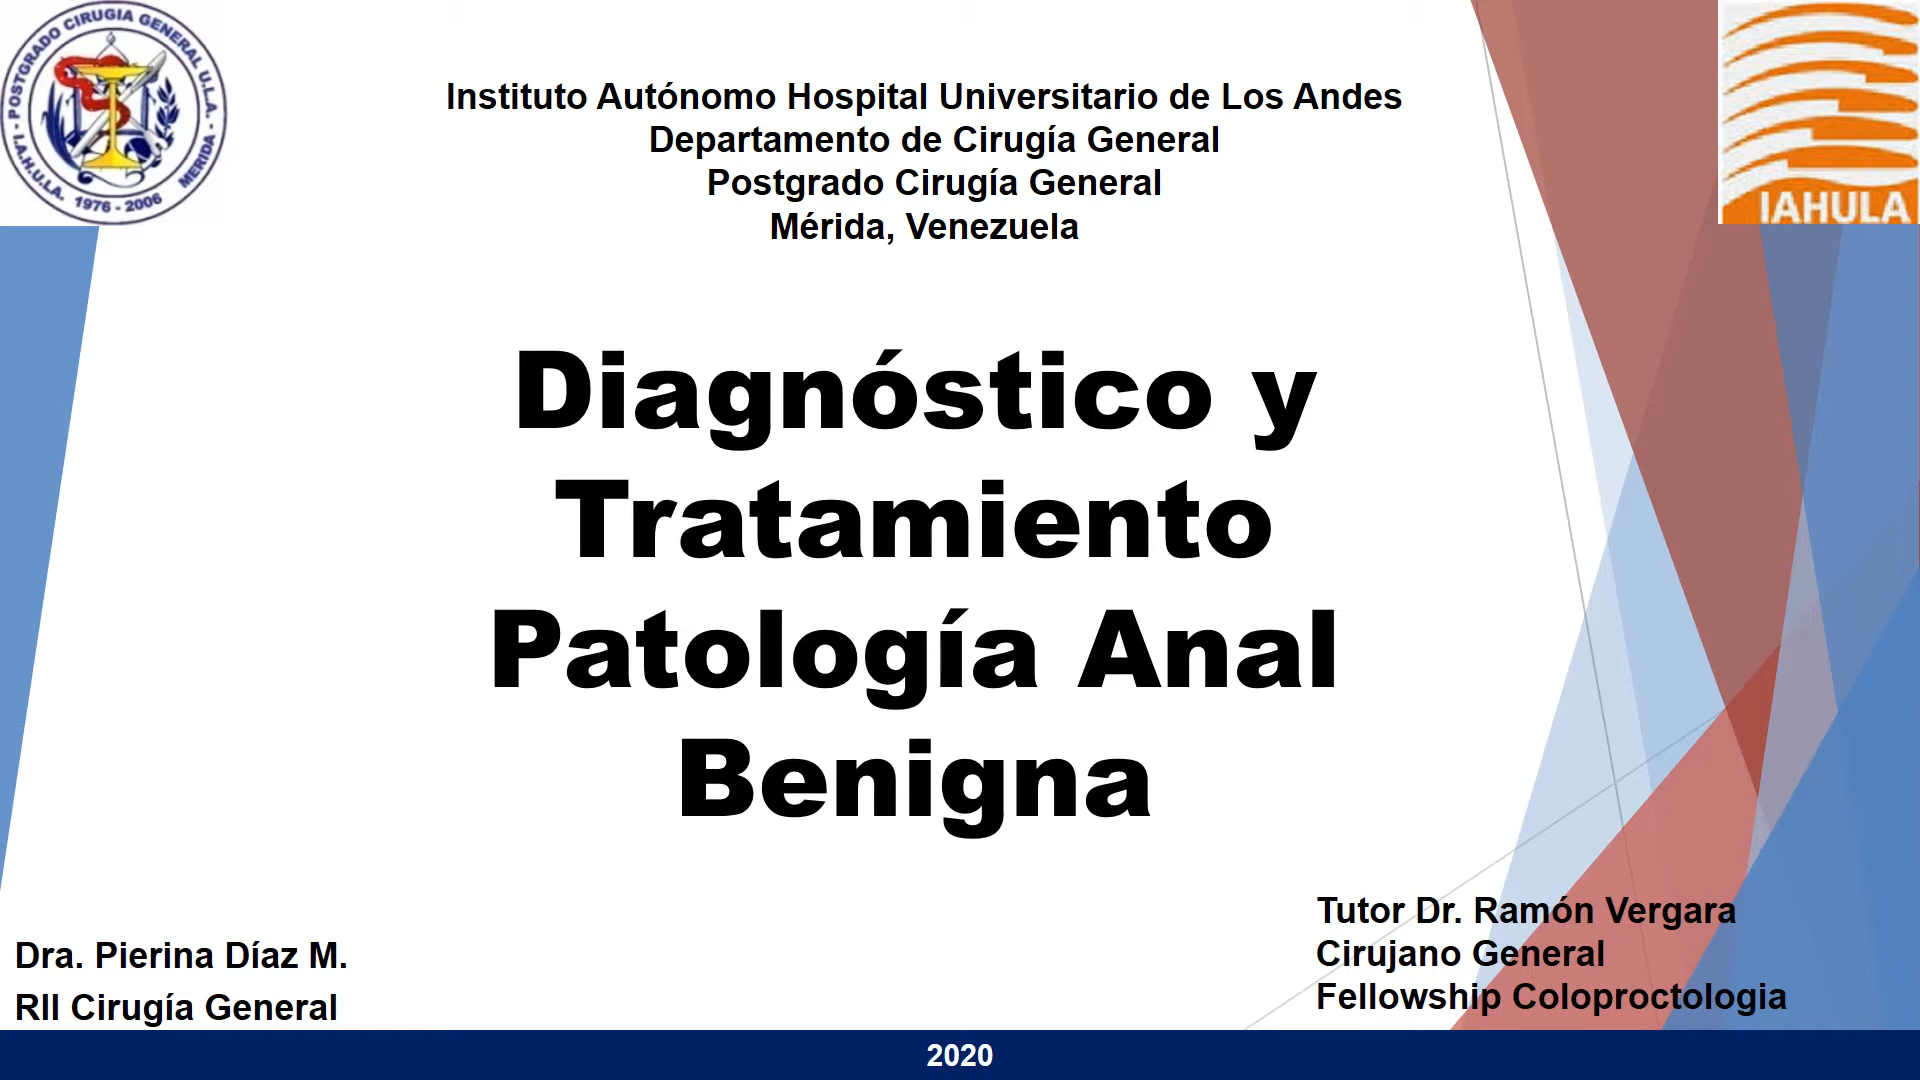 POSTGRADO CIRUGIA GENERAL U.L.A. - MERIDA -
I.A.H.U.LA.
1976 - 2006
IAHULA
Instituto Autónomo Hospital Universitario de Los Andes
Departamento de Cirugía General
Postgrado Cirugía General
Mérida, Venezuela
Diagnóstico y
Tratamiento
Patología Anal
Benigna
Dra. Pierina Díaz M.
RII Cirugía General
Tutor Dr. Ramón Vergara
Cirujano General
Fellowship Coloproctologia
2020